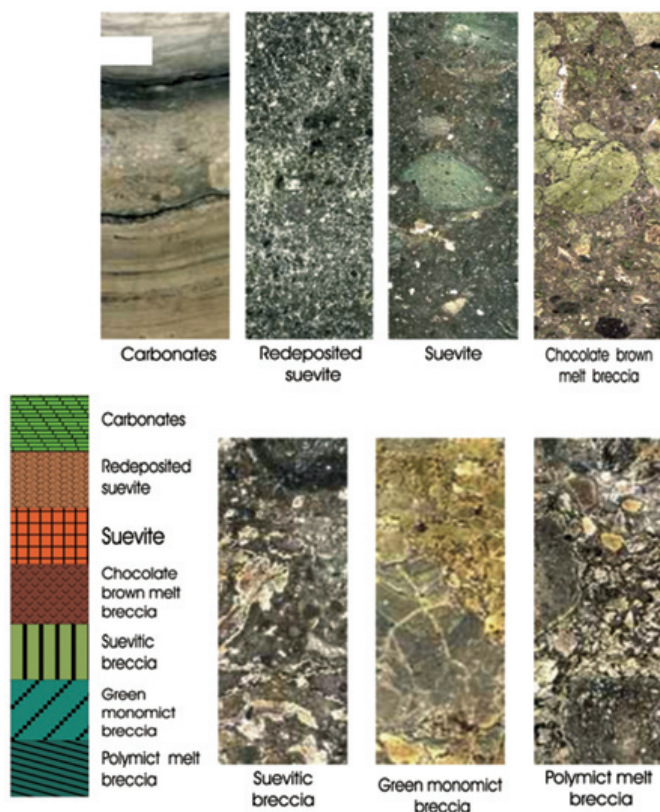 Carbonates
Redeposited
suevite
Suevite
Chocolate brown
melt breccia
Carbonates
Redeposited
suevite
Suevite
Chocolate
brown melt
breccia
Suevitic
breccia
Green
monomict
breccia
Polymict melt
breccia
Suevitic
breccia
Green monomict
breccia
Polymict melt
breccia